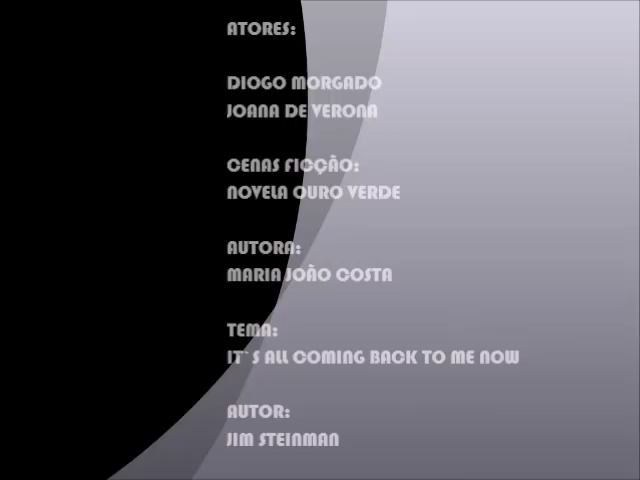 ATORES:
DIOGO MORGADO
JOANA DE VERONA
CENAS FICÇÃO:
NOVELA OURO VERDE
AUTORA:
MARIA JOÃO COSTA
TEMA:
IT`S ALL COMING BACK TO ME NOW
AUTOR:
JIM STEINMAN